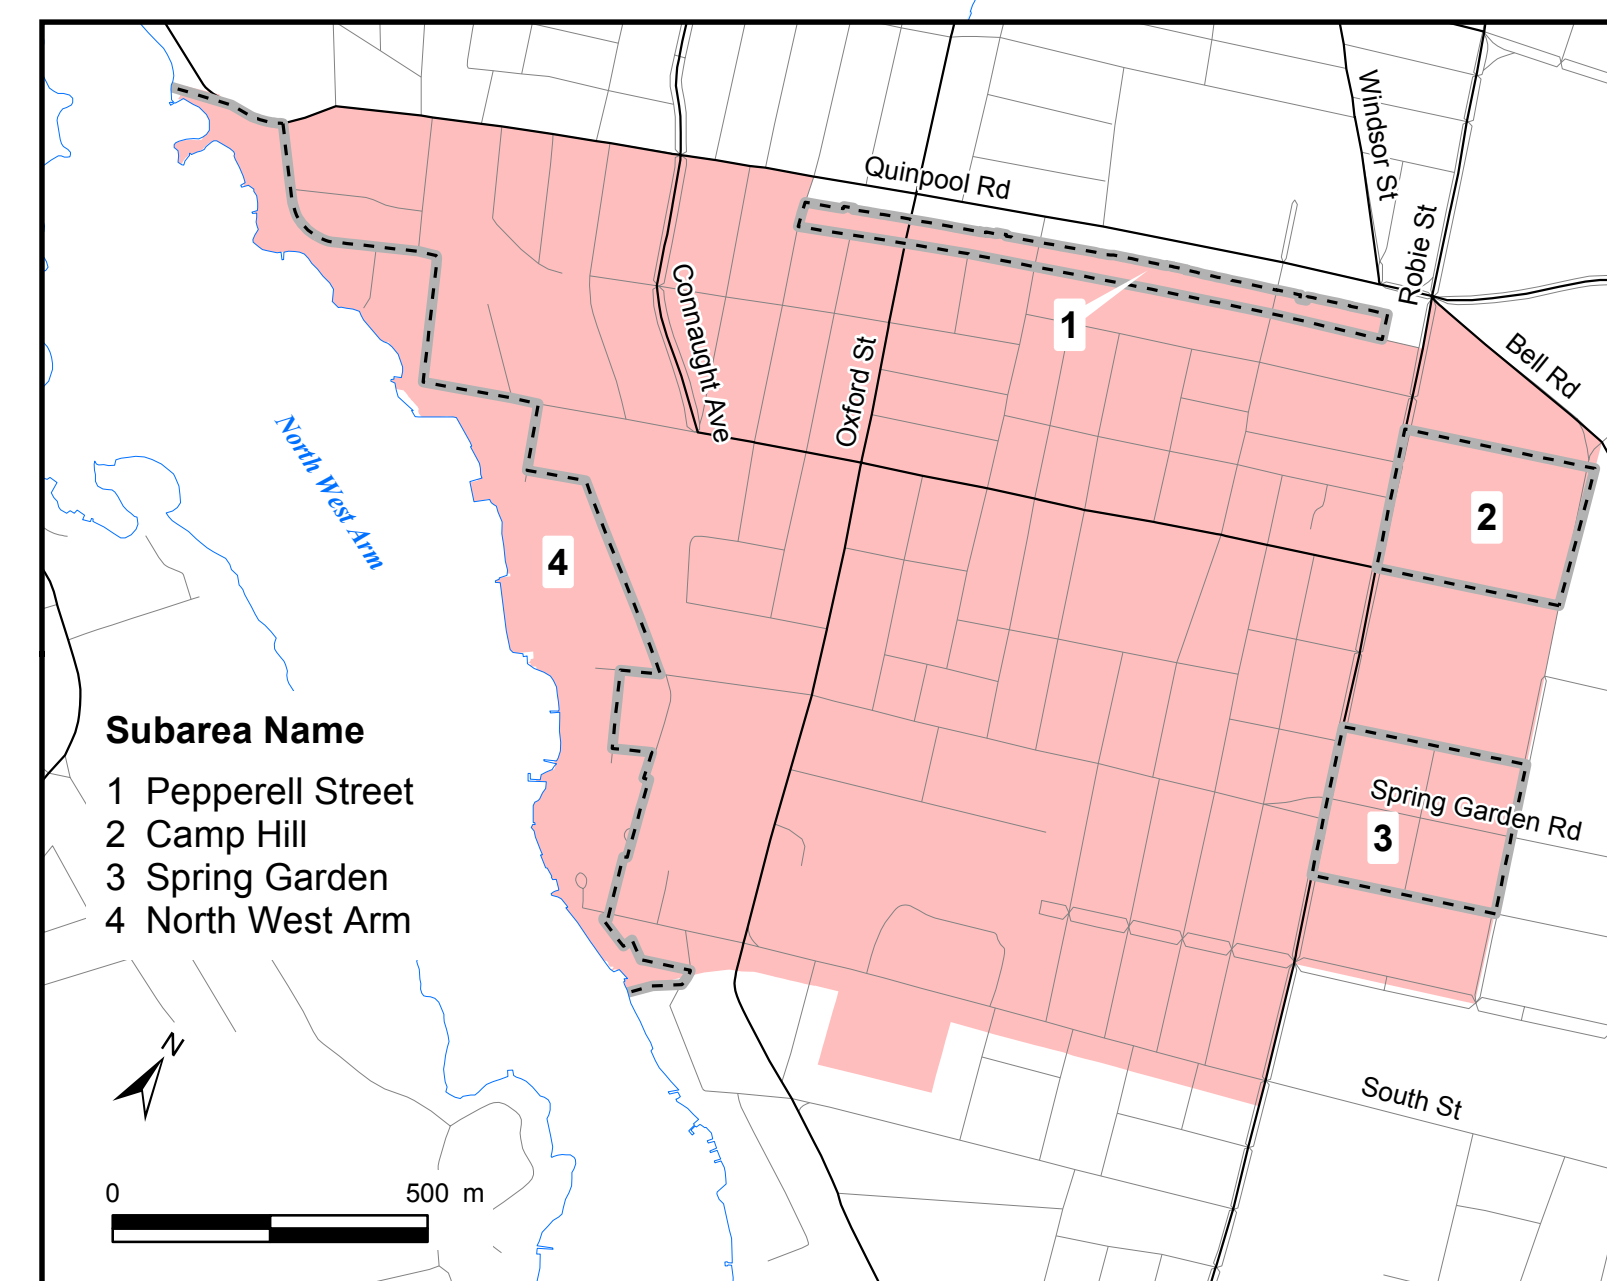 Quinpool Rd
Windsor St
Robie St
Bell Rd
Connaught Ave
Oxford St
1
2
North West Arm
4
Subarea Name
1 Pepperell Street
2 Camp Hill
3 Spring Garden
4 North West Arm
Spring Garden Rd
3
N
South St
0 500 m